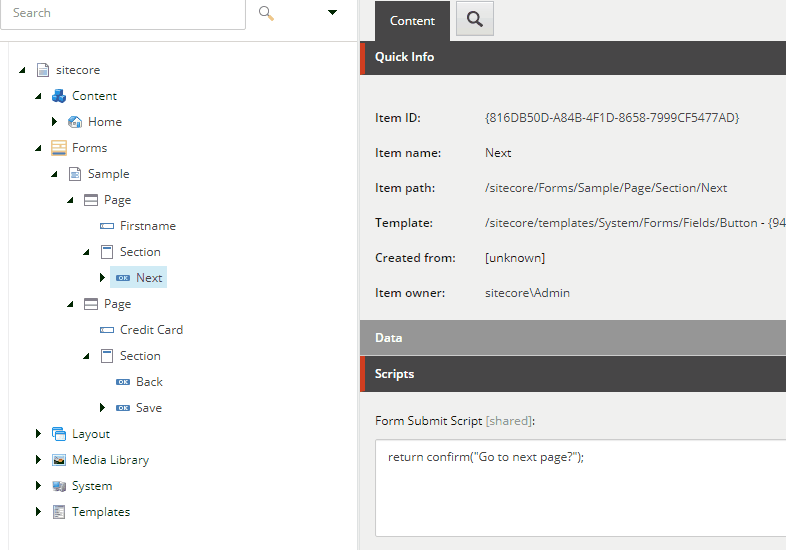 Search
sitecore
Content
Home
Forms
Sample
Page
Firstname
Section
OK Next
Page
Credit Card
Section
OK Back
OK Save
Layout
Media Library
System
Templates
Content
Quick Info
Item ID: {816DB50D-A84B-4F1D-8658-7999CF5477AD}
Item name: Next
Item path: /sitecore/Forms/Sample/Page/Section/Next
Template: /sitecore/templates/System/Forms/Fields/Button - {94
Created from: [unknown]
Item owner: sitecore\Admin
Data
Scripts
Form Submit Script [shared]:
return confirm("Go to next page?");